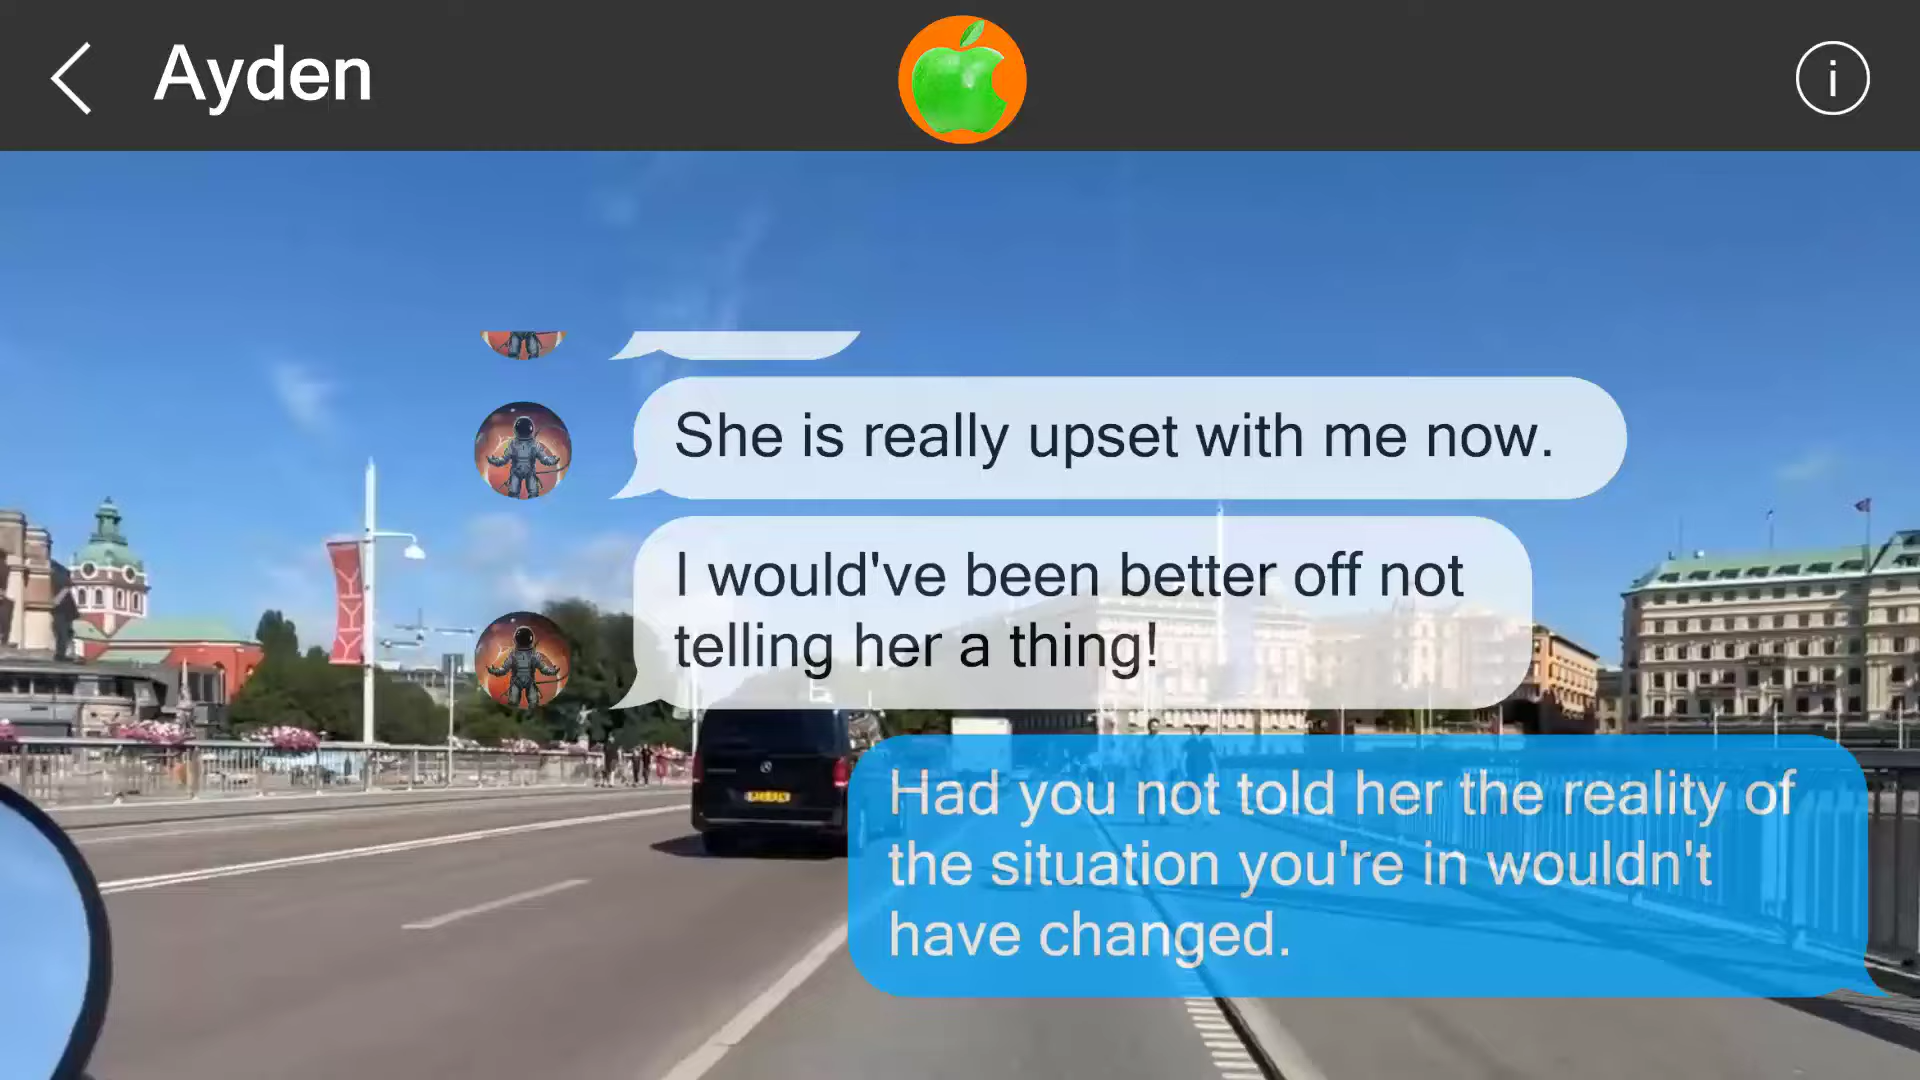 Ayden
i
She is really upset with me now.
I would've been better off not
telling her a thing!
Had you not told her the reality of
the situation you're in wouldn't
have changed.